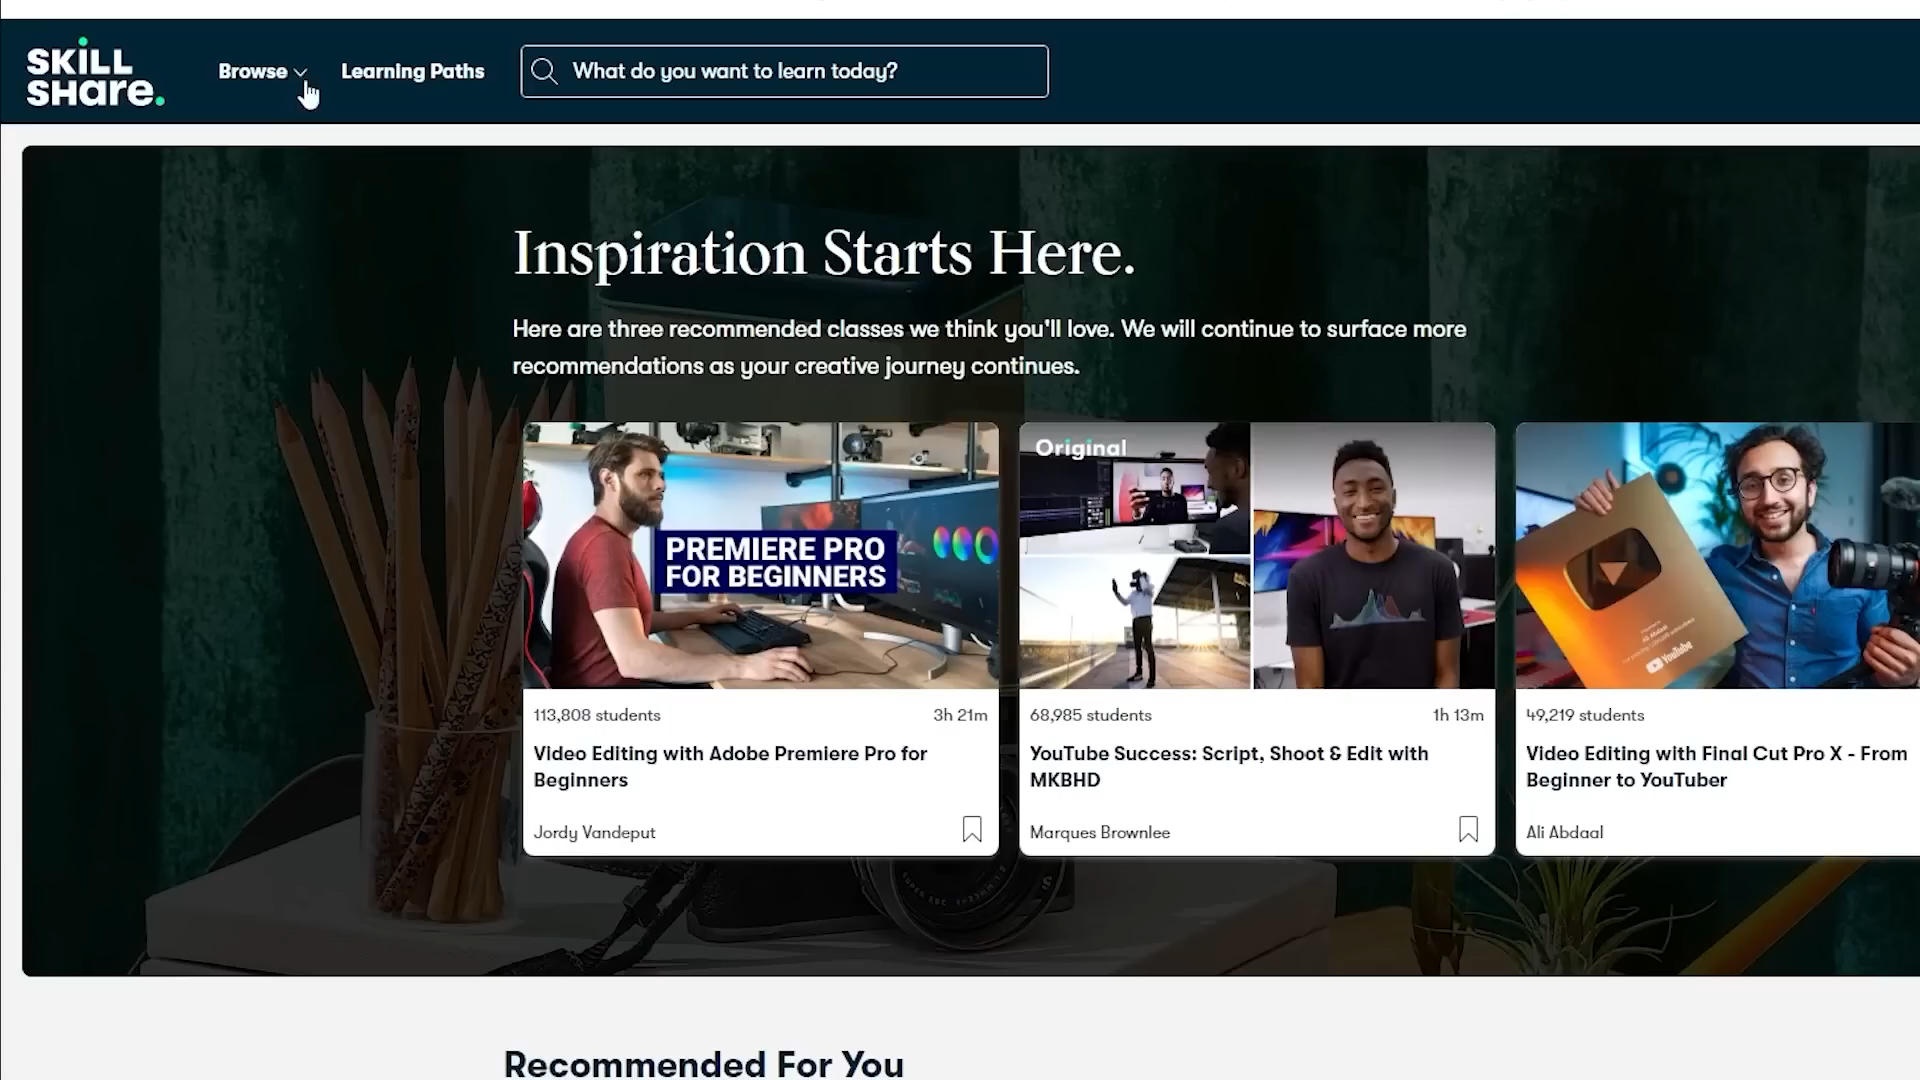 SKILL
SHare.
Browse
Learning Paths
What do you want to learn today?
Inspiration Starts Here.
Here are three recommended classes we think you'll love. We will continue to surface more
recommendations as your creative journey continues.
PREMIERE PRO
FOR BEGINNERS
113,808 students
3h 21m
Video Editing with Adobe Premiere Pro for
Beginners
Jordy Vandeput
Original
68,985 students
1h 13m
YouTube Success: Script, Shoot & Edit with
MKBHD
Marques Brownlee
YouTube
49,219 students
Video Editing with Final Cut Pro X - From
Beginner to YouTuber
Ali Abdaal
Recommended For You